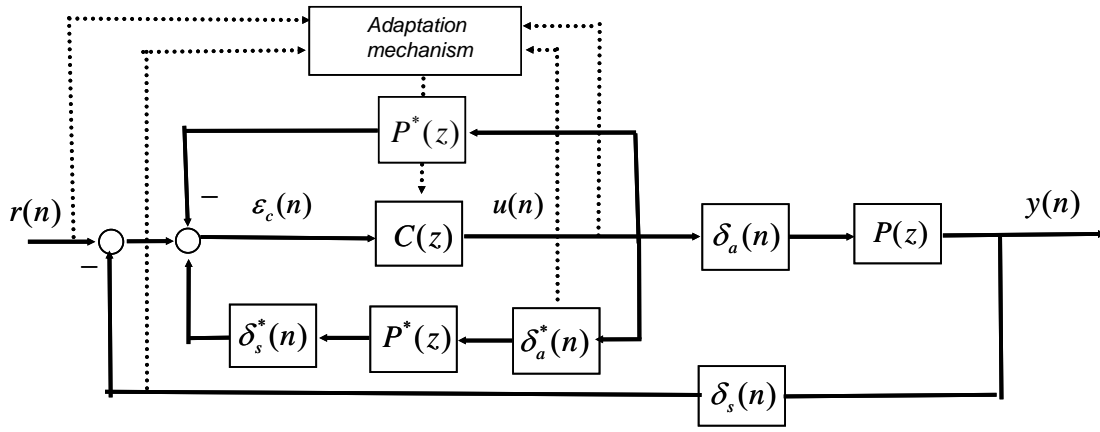 Adaptation
mechanism
P*(z)
−
r(n)
ε_c(n)
u(n)
y(n)
C(z)
δ_a(n)
P(z)
−
δ_s*(n)
P*(z)
δ_a*(n)
δ_s(n)